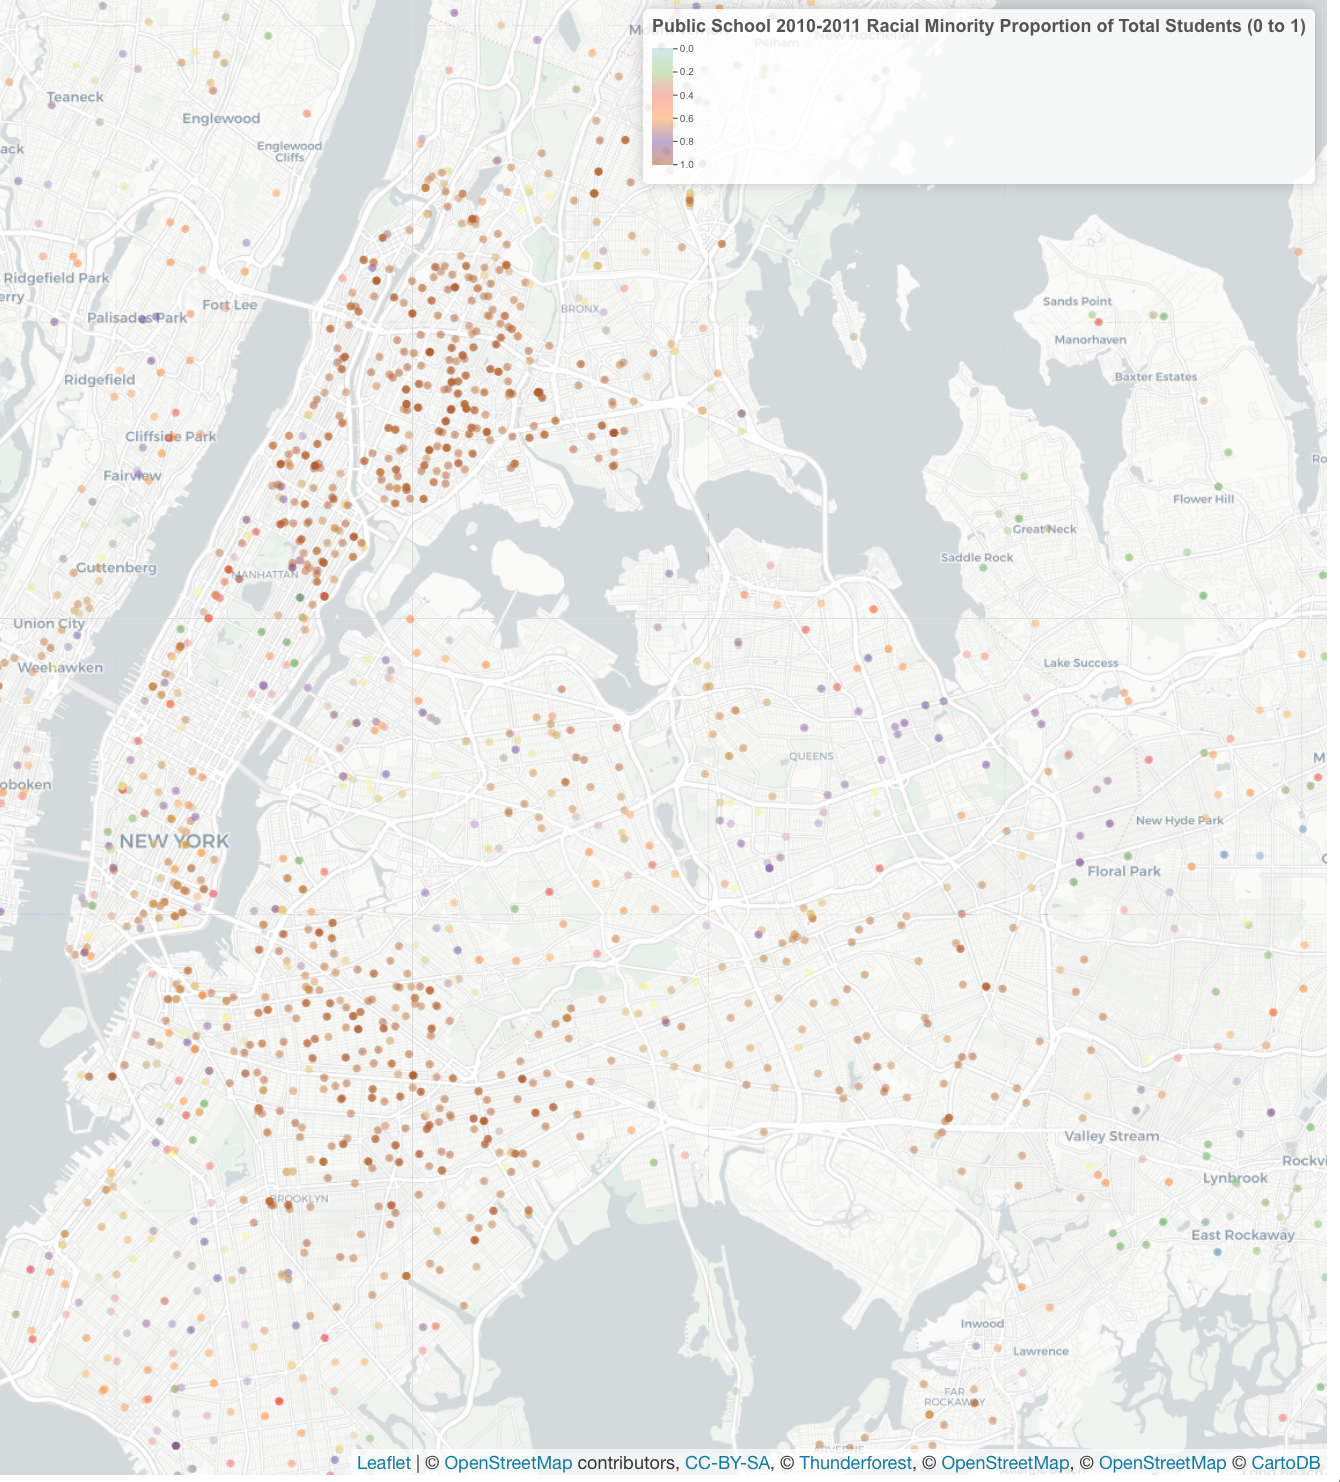 Public School 2010-2011 Racial Minority Proportion of Total Students (0 to 1)
0.0
0.2
0.4
0.6
0.8
1.0
Pelham
New Rochelle
Teaneck
Englewood
Englewood
Cliffs
ack
Ridgefield Park
erry
Fort Lee
BRONX
Sands Point
Palisades Park
Manorhaven
Ridgefield
Baxter Estates
Cliffside Park
Ro
Fairview
Flower Hill
Great Neck
Saddle Rock
Guttenberg
MANHATTAN
Union City
Weehawken
Lake Success
QUEENS
M
oboken
New Hyde Park
NEW YORK
Floral Park
Valley Stream
Rockvi
Lynbrook
BROOKLYN
East Rockaway
Inwood
Lawrence
FAR
ROCKAWAY
ARVERNE
Leaflet | © OpenStreetMap contributors, CC-BY-SA, © Thunderforest, © OpenStreetMap, © OpenStreetMap © CartoDB